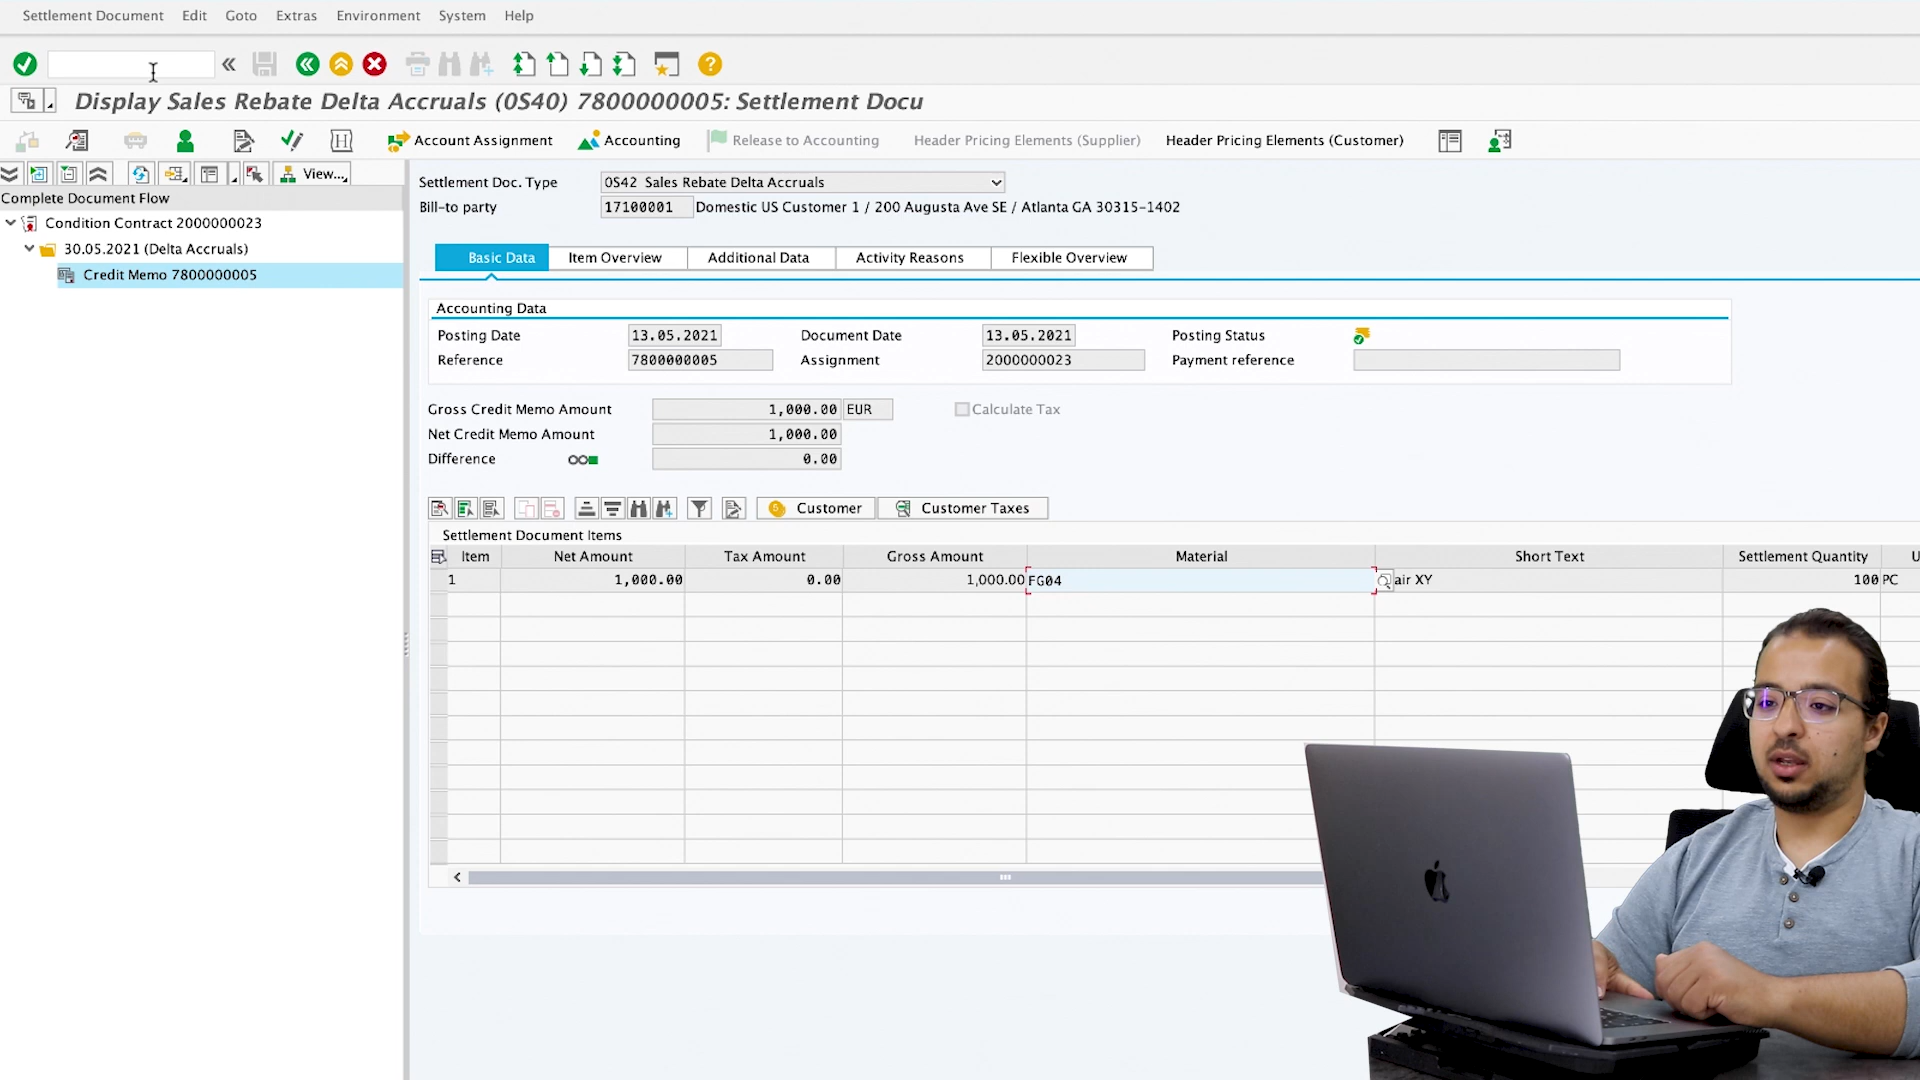 Settlement Document Edit Goto Extras Environment System Help
Display Sales Rebate Delta Accruals (0S40) 7800000005: Settlement Docu
Account Assignment Accounting Release to Accounting Header Pricing Elements (Supplier) Header Pricing Elements (Customer)
View...
Complete Document Flow
Condition Contract 2000000023
30.05.2021 (Delta Accruals)
Credit Memo 7800000005
Settlement Doc. Type 0S42 Sales Rebate Delta Accruals
Bill-to party 17100001 Domestic US Customer 1 / 200 Augusta Ave SE / Atlanta GA 30315-1402
Basic Data Item Overview Additional Data Activity Reasons Flexible Overview
Accounting Data
Posting Date 13.05.2021 Document Date 13.05.2021 Posting Status
Reference 7800000005 Assignment 2000000023 Payment reference
Gross Credit Memo Amount 1,000.00 EUR Calculate Tax
Net Credit Memo Amount 1,000.00
Difference 0.00
Customer Customer Taxes
Settlement Document Items
Item Net Amount Tax Amount Gross Amount Material Short Text Settlement Quantity U
1 1,000.00 0.00 1,000.00 FG04 air XY 100 PC